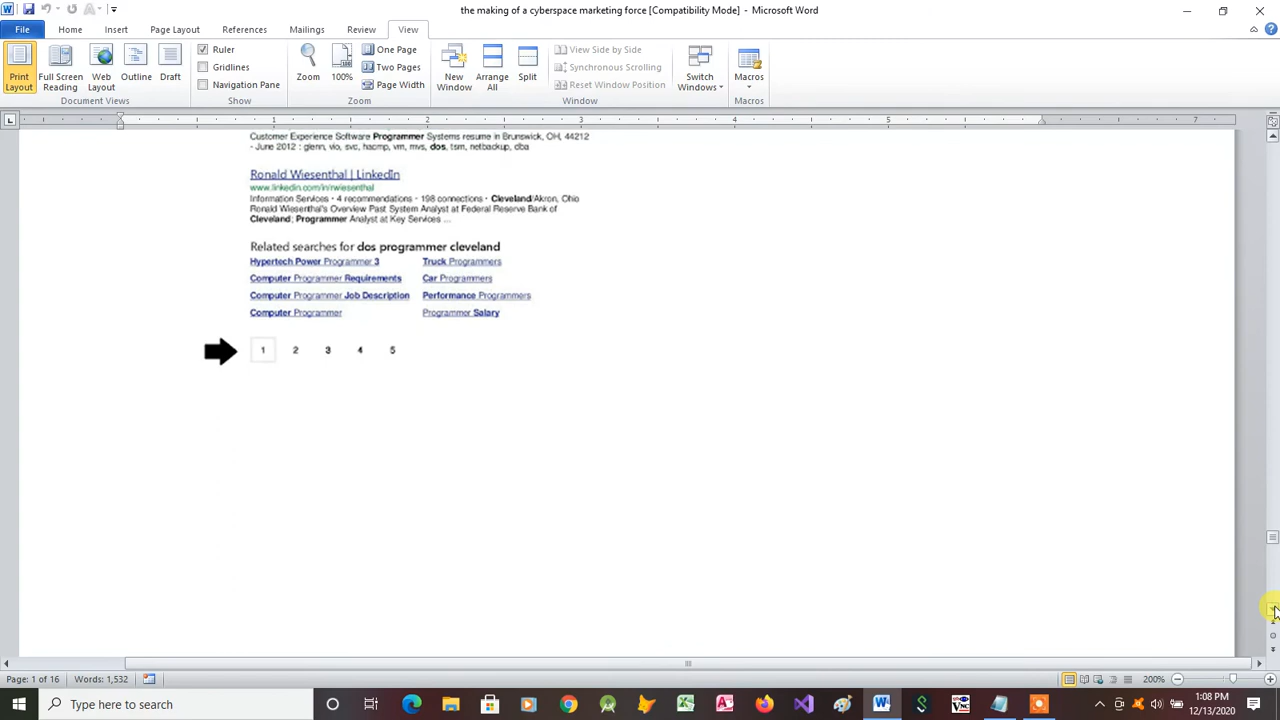 the making of a cyberspace marketing force [Compatibility Mode] - Microsoft Word
File Home Insert Page Layout References Mailings Review View
Print Layout
Full Screen Reading
Web Layout
Outline
Draft
Document Views
Ruler
Gridlines
Navigation Pane
Show
Zoom
100%
One Page
Two Pages
Page Width
Zoom
New Window
Arrange All
Split
View Side by Side
Synchronous Scrolling
Reset Window Position
Window
Switch Windows
Macros
Macros
1 2 3 4 5 6 7
Customer Experience Software Programmer Systems resume in Brunswick, OH, 44212
- June 2012 : glenn, vio, svc, hacmp, vm, mvs, dos, tsm, netbackup, dba
Ronald Wiesenthal | LinkedIn
www.linkedin.com/in/rwiesenthal
Information Services · 4 recommendations · 198 connections · Cleveland/Akron, Ohio
Ronald Wiesenthal's Overview Past System Analyst at Federal Reserve Bank of
Cleveland; Programmer Analyst at Key Services ...
Related searches for dos programmer cleveland
Hypertech Power Programmer 3 Truck Programmers
Computer Programmer Requirements Car Programmers
Computer Programmer Job Description Performance Programmers
Computer Programmer Programmer Salary
1 2 3 4 5
Page: 1 of 16 Words: 1,532 200%
Type here to search
1:08 PM
12/13/2020